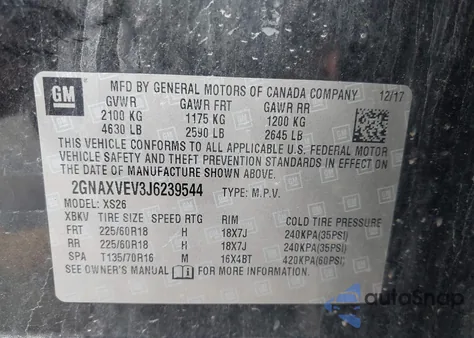 GM
MFD BY GENERAL MOTORS OF CANADA COMPANY 12/17
GVWR GAWR FRT GAWR RR
2100 KG 1175 KG 1200 KG
4630 LB 2590 LB 2645 LB
THIS VEHICLE CONFORMS TO ALL APPLICABLE U.S. FEDERAL MOTOR
VEHICLE SAFETY AND THEFT PREVENTION STANDARDS IN EFFECT ON
THE DATE OF MANUFACTURE SHOWN ABOVE.
2GNAXVEV3J6239544 TYPE: M.P.V.
MODEL: XS26
XBKV TIRE SIZE SPEED RTG RIM COLD TIRE PRESSURE
FRT 225/60R18 H 18X7J 240KPA(35PSI)
RR 225/60R18 H 18X7J 240KPA(35PSI)
SPA T135/70R16 M 16X4BT 420KPA(60PSI)
SEE OWNER'S MANUAL FOR MORE INFORMATION
autoSnap